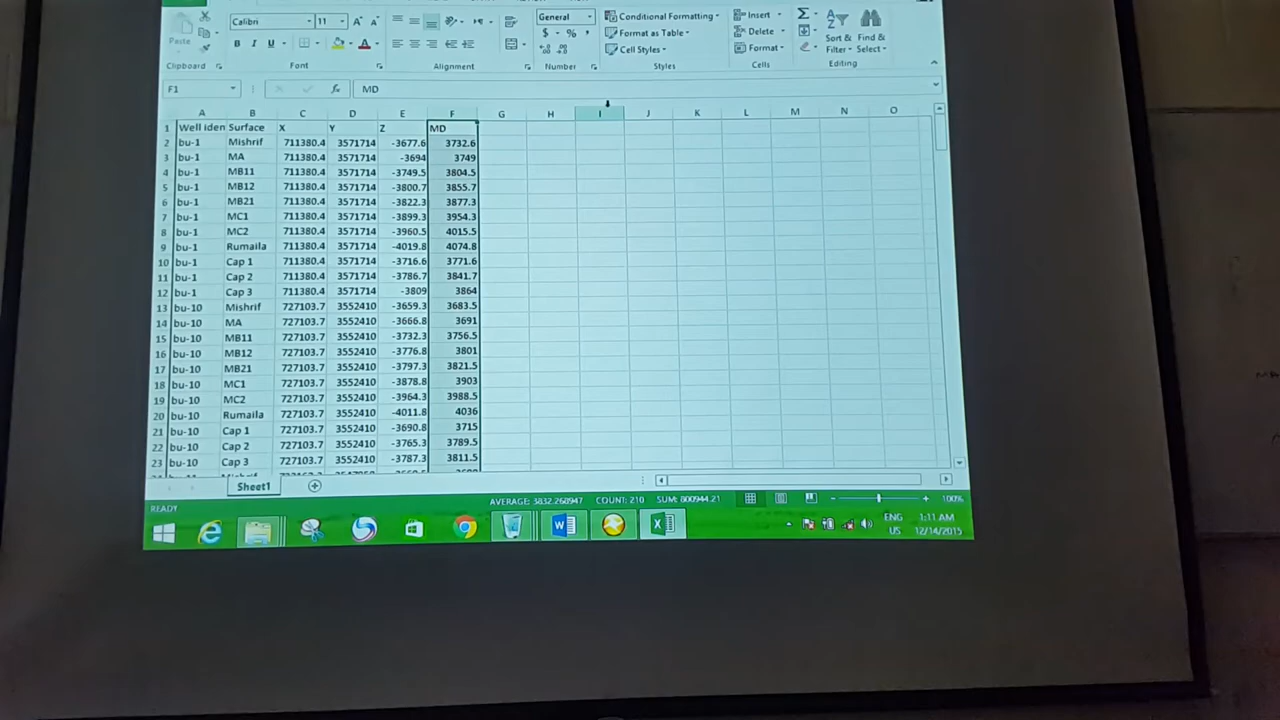 Calibri 11 A A General Conditional Formatting Insert Σ
Paste B I U A $ % , Format as Table Delete Sort & Find &
Cell Styles Format Filter Select
Clipboard Font Alignment Number Styles Cells Editing
F1 fx MD
A B C D E F G H I J K L M N O
1 Well iden Surface X Y Z MD
2 bu-1 Mishrif 711380.4 3571714 -3677.6 3732.6
3 bu-1 MA 711380.4 3571714 -3694 3749
4 bu-1 MB11 711380.4 3571714 -3749.5 3804.5
5 bu-1 MB12 711380.4 3571714 -3800.7 3855.7
6 bu-1 MB21 711380.4 3571714 -3822.3 3877.3
7 bu-1 MC1 711380.4 3571714 -3899.3 3954.3
8 bu-1 MC2 711380.4 3571714 -3960.5 4015.5
9 bu-1 Rumaila 711380.4 3571714 -4019.8 4074.8
10 bu-1 Cap 1 711380.4 3571714 -3716.6 3771.6
11 bu-1 Cap 2 711380.4 3571714 -3786.7 3841.7
12 bu-1 Cap 3 711380.4 3571714 -3809 3864
13 bu-10 Mishrif 727103.7 3552410 -3659.3 3683.5
14 bu-10 MA 727103.7 3552410 -3666.8 3691
15 bu-10 MB11 727103.7 3552410 -3732.3 3756.5
16 bu-10 MB12 727103.7 3552410 -3776.8 3801
17 bu-10 MB21 727103.7 3552410 -3797.3 3821.5
18 bu-10 MC1 727103.7 3552410 -3878.8 3903
19 bu-10 MC2 727103.7 3552410 -3964.3 3988.5
20 bu-10 Rumaila 727103.7 3552410 -4011.8 4036
21 bu-10 Cap 1 727103.7 3552410 -3690.8 3715
22 bu-10 Cap 2 727103.7 3552410 -3765.3 3789.5
23 bu-10 Cap 3 727103.7 3552410 -3787.3 3811.5
Sheet1
READY AVERAGE: 3832.268947 COUNT: 210 SUM: 800944.21 100%
ENG 1:11 AM
US 12/14/2015